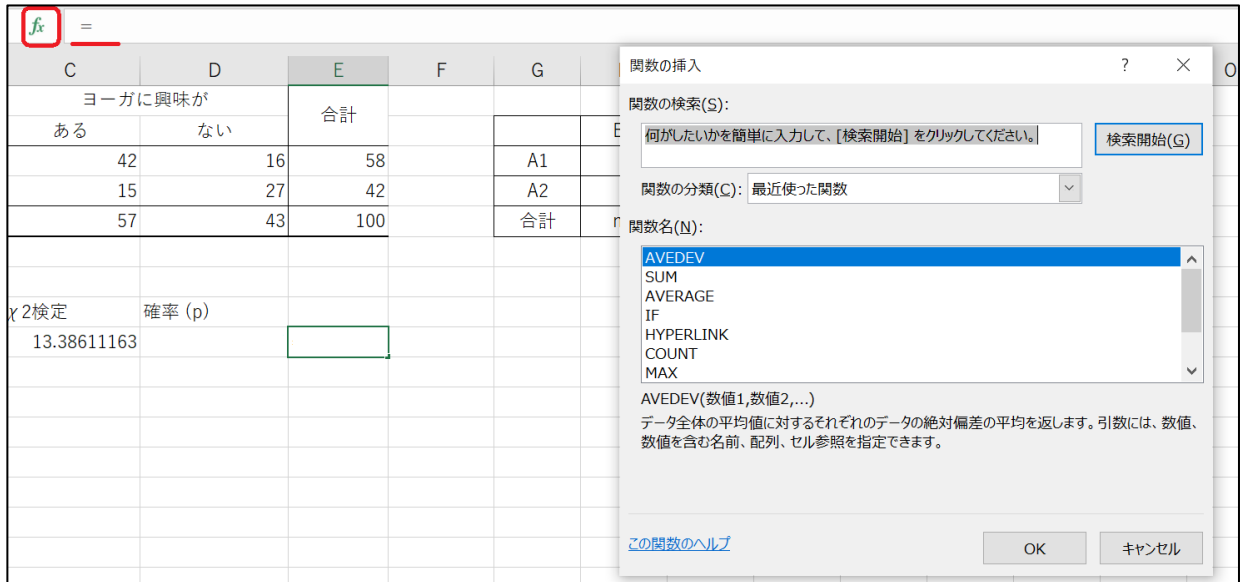 fx =
C D E F G O
ヨーガに興味が 合計
ある ない
42 16 58 A1
15 27 42 A2
57 43 100 合計
χ2検定 確率 (p)
13.38611163
関数の挿入 ? ×
関数の検索(S):
何がしたいかを簡単に入力して、[検索開始] をクリックしてください。 検索開始(G)
関数の分類(C): 最近使った関数
関数名(N):
AVEDEV
SUM
AVERAGE
IF
HYPERLINK
COUNT
MAX
AVEDEV(数値1,数値2,...)
データ全体の平均値に対するそれぞれのデータの絶対偏差の平均を返します。引数には、数値、
数値を含む名前、配列、セル参照を指定できます。
この関数のヘルプ OK キャンセル